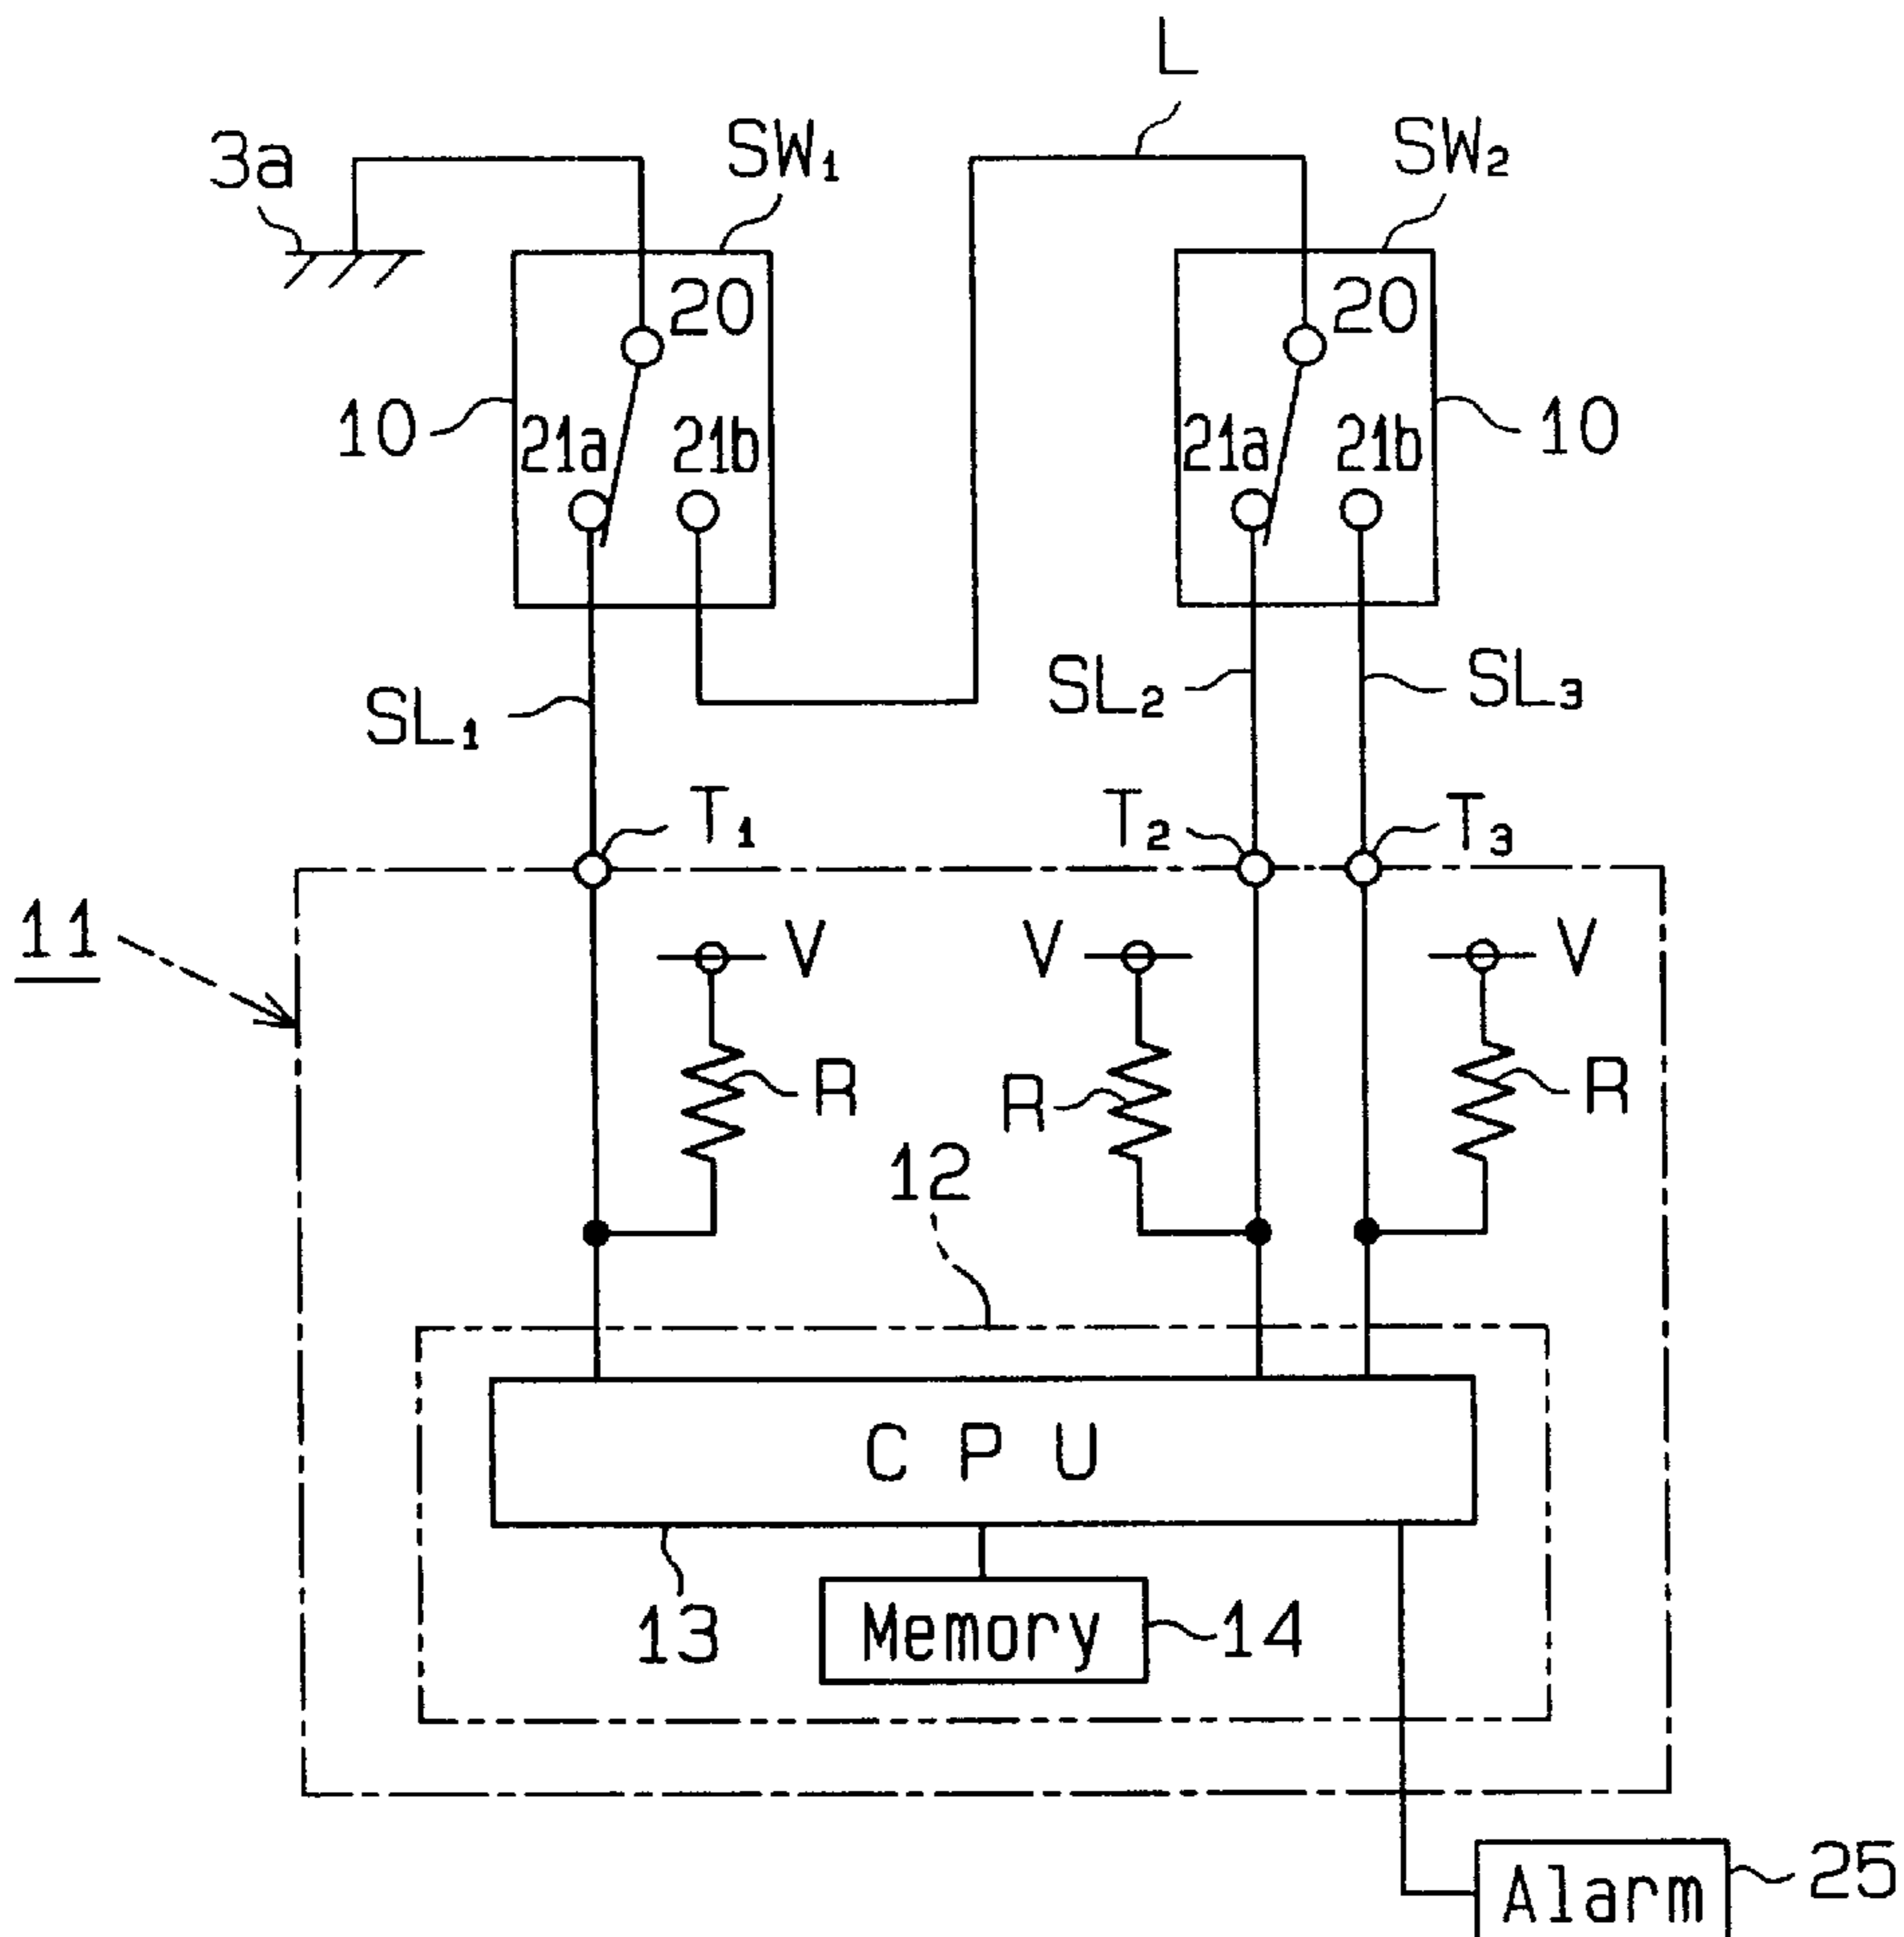 L
3a
SW₁
SW₂
20
20
10
21a
21b
21a
21b
10
SL₁
SL₂
SL₃
T₁
T₂
T₃
11
V
V
V
R
R
R
12
CPU
13
Memory
14
Alarm
25